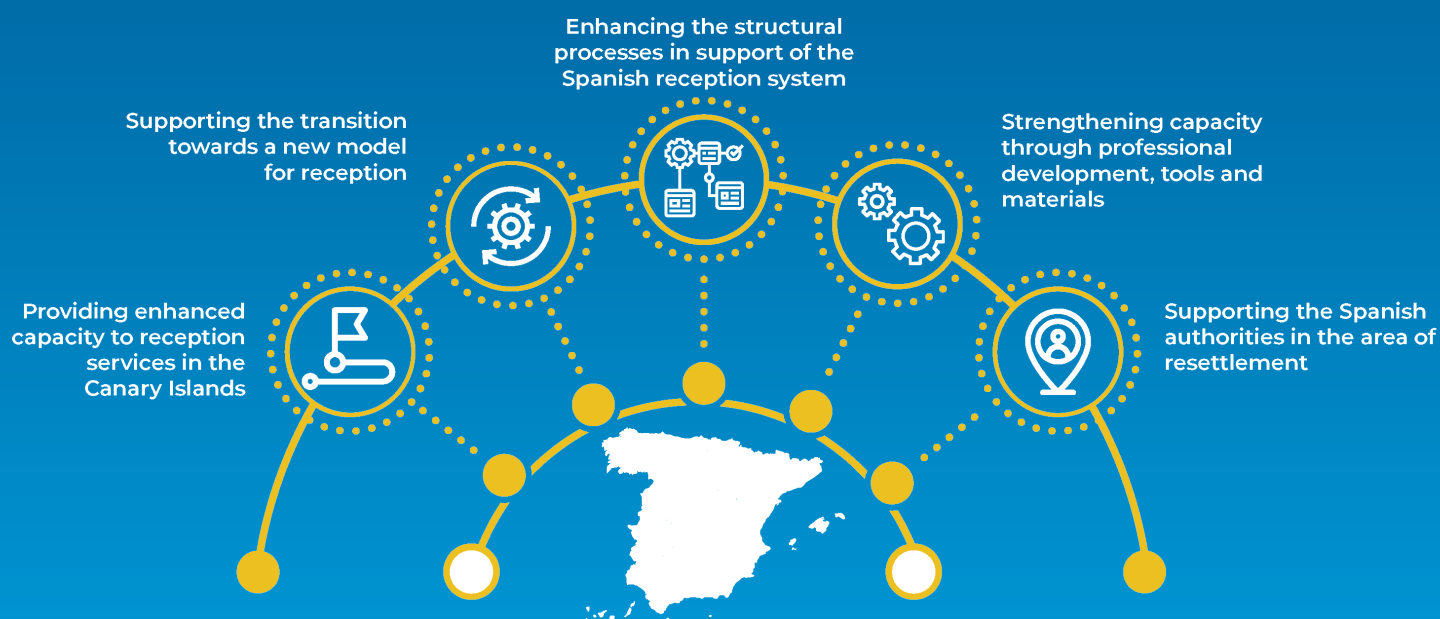 Enhancing the structural
processes in support of the
Spanish reception system
Supporting the transition
towards a new model
for reception
Strengthening capacity
through professional
development, tools and
materials
Providing enhanced
capacity to reception
services in the
Canary Islands
Supporting the Spanish
authorities in the area of
resettlement